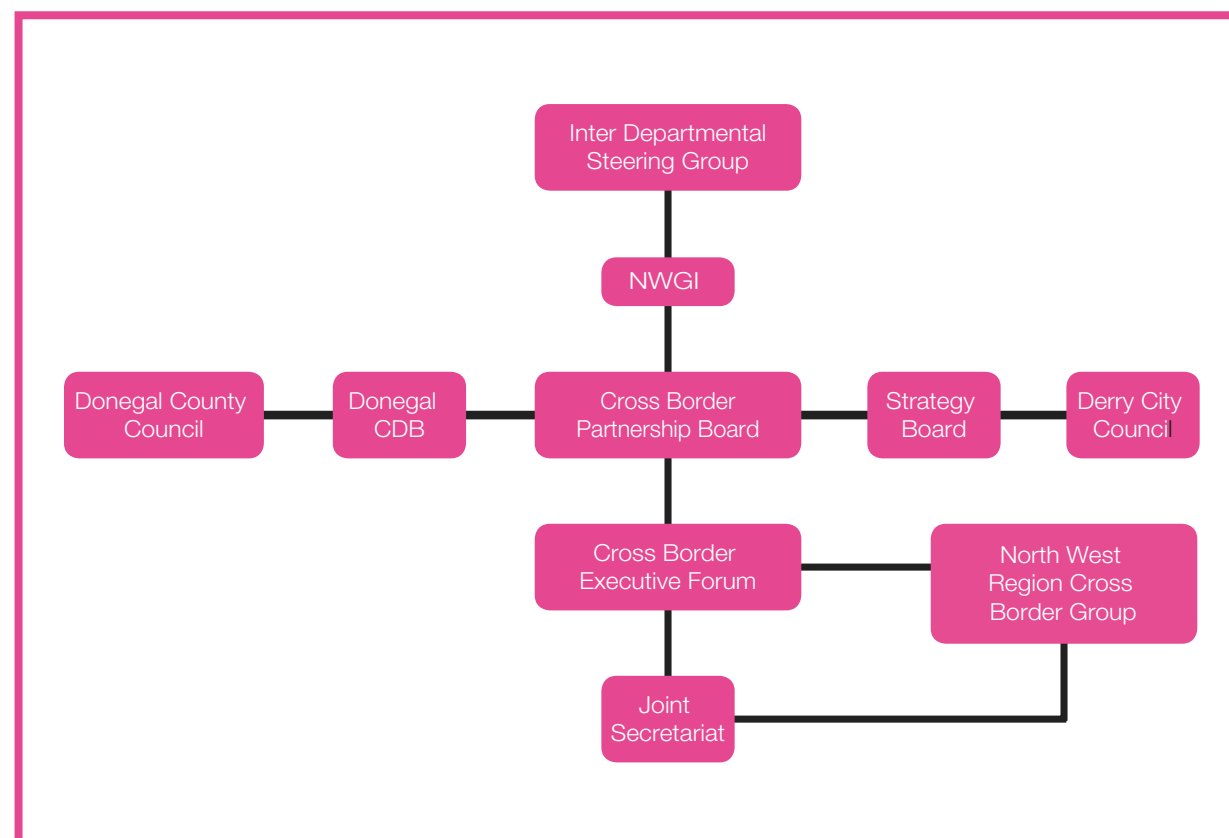 Inter Departmental
Steering Group
NWGI
Donegal County
Council
Donegal
CDB
Cross Border
Partnership Board
Strategy
Board
Derry City
Council
Cross Border
Executive Forum
North West
Region Cross
Border Group
Joint
Secretariat